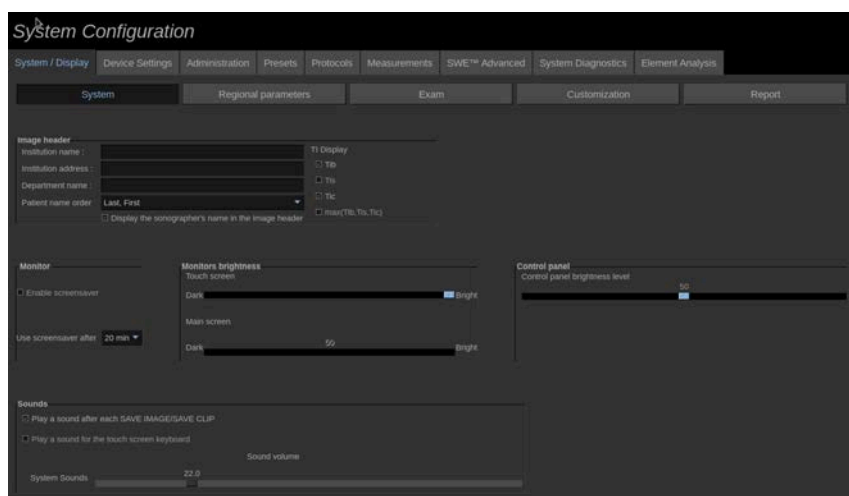 System Configuration
System / Display Device Settings Administration Presets Protocols Measurements SWE™ Advanced System Diagnostics Element Analysis
System Regional parameters Exam Customization Report
Image header
Institution name : TI Display
Institution address : Tib
Department name : Tis
Patient name order Last, First Tic
Display the sonographer's name in the image header max(Tib,Tis,Tic)
Monitor Monitors brightness Control panel
Touch screen Control panel brightness level
Enable screensaver Dark Bright 50
Main screen
Use screensaver after 20 min
Dark 50 Bright
Sounds
Play a sound after each SAVE IMAGE/SAVE CLIP
Play a sound for the touch screen keyboard
Sound volume
System Sounds 22.0